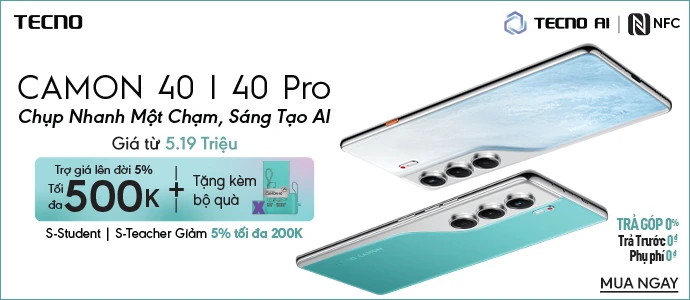 TECNO
TECNO AI | NFC
CAMON 40 | 40 Pro
Chụp Nhanh Một Chạm, Sáng Tạo AI
Giá từ 5.19 Triệu
Trợ giá lên đời 5%
Tối đa 500K + Tặng kèm bộ quà
S-Student | S-Teacher Giảm 5% tối đa 200K
TRẢ GÓP 0%
Trả Trước 0₫
Phụ phí 0₫
MUA NGAY